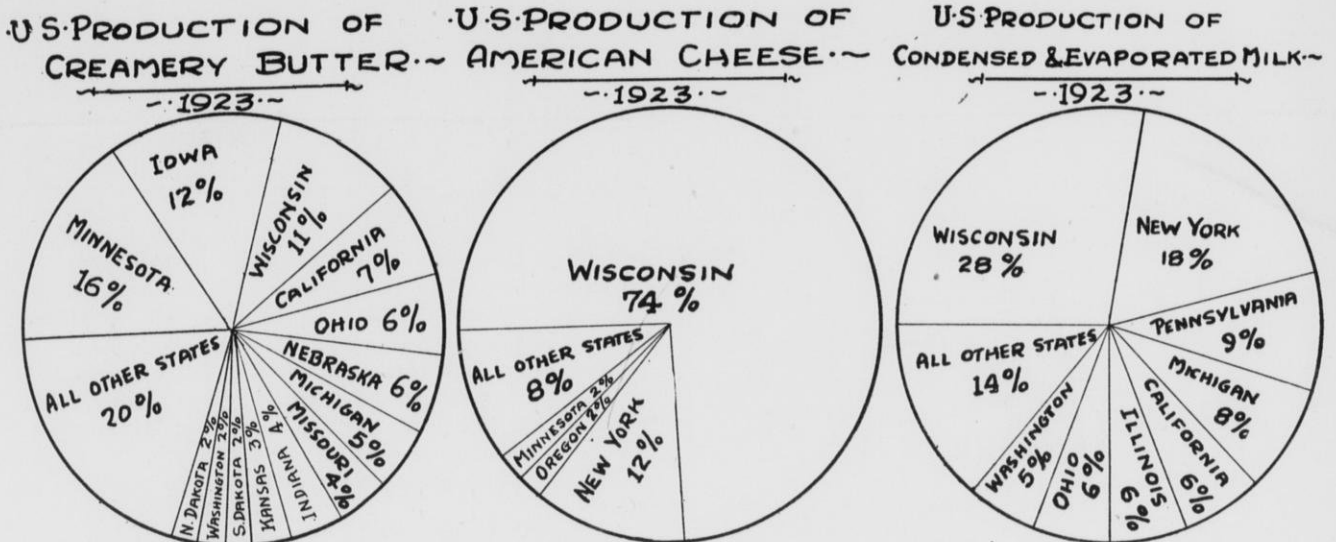 ·U·S·PRODUCTION OF
CREAMERY BUTTER·~
~·1923·~
IOWA
12%
WISCONSIN
11%
CALIFORNIA
7%
OHIO 6%
NEBRASKA 6%
MICHIGAN
5%
MISSOURI
4%
INDIANA 4%
KANSAS 3%
S.DAKOTA 2%
WASHINGTON 2%
N.DAKOTA 2%
ALL OTHER STATES
20%
MINNESOTA
16%
·U·S·PRODUCTION OF
AMERICAN CHEESE·~
~·1923·~
WISCONSIN
74%
NEW YORK
12%
OREGON 2%
MINNESOTA 2%
ALL OTHER STATES
8%
U·S·PRODUCTION OF
CONDENSED & EVAPORATED MILK·~
~·1923·~
WISCONSIN
28%
NEW YORK
18%
PENNSYLVANIA
9%
MICHIGAN
8%
CALIFORNIA
6%
ILLINOIS
6%
OHIO
6%
WASHINGTON
5%
ALL OTHER STATES
14%